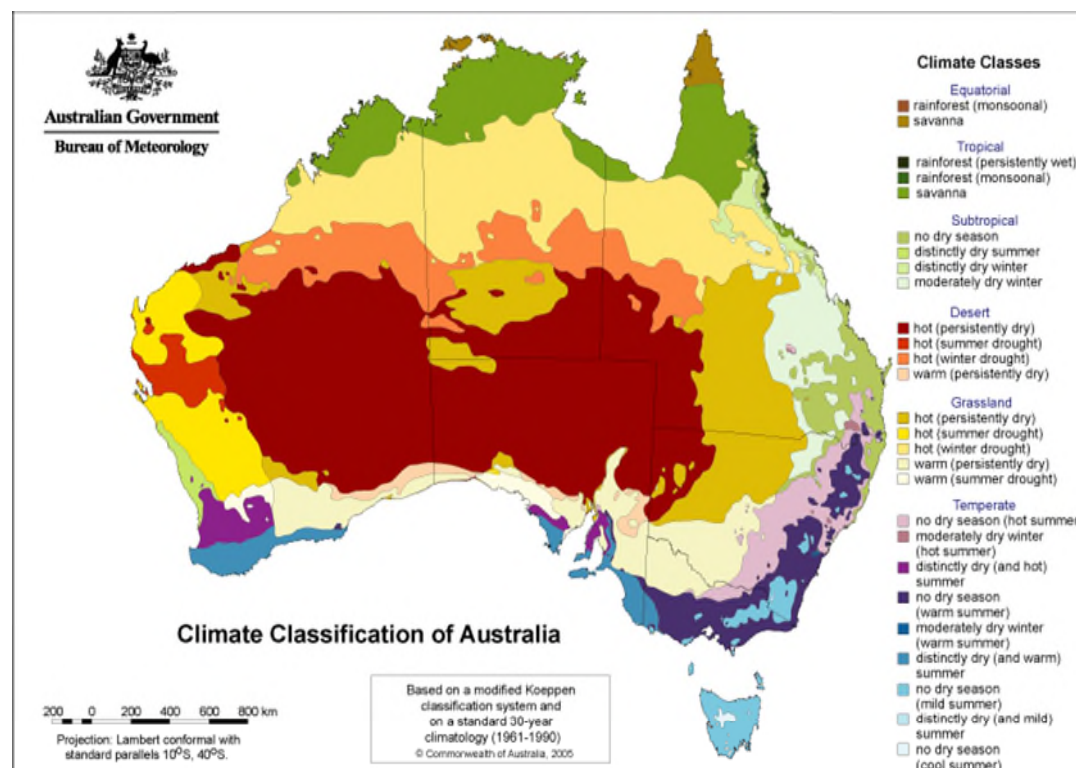 Australian Government
Bureau of Meteorology
Climate Classes
Equatorial
rainforest (monsoonal)
savanna
Tropical
rainforest (persistently wet)
rainforest (monsoonal)
savanna
Subtropical
no dry season
distinctly dry summer
distinctly dry winter
moderately dry winter
Desert
hot (persistently dry)
hot (summer drought)
hot (winter drought)
warm (persistently dry)
Grassland
hot (persistently dry)
hot (summer drought)
hot (winter drought)
warm (persistently dry)
warm (summer drought)
Temperate
no dry season (hot summer
moderately dry winter
(hot summer)
distinctly dry (and hot)
summer
no dry season
(warm summer)
moderately dry winter
(warm summer)
distinctly dry (and warm)
summer
no dry season
(mild summer)
distinctly dry (and mild)
summer
no dry season
(cool summer)
Climate Classification of Australia
Based on a modified Koeppen
classification system and
on a standard 30-year
climatology (1961-1990)
© Commonwealth of Australia, 2005
200 0 200 400 600 800 km
Projection: Lambert conformal with
standard parallels 10°S, 40°S.